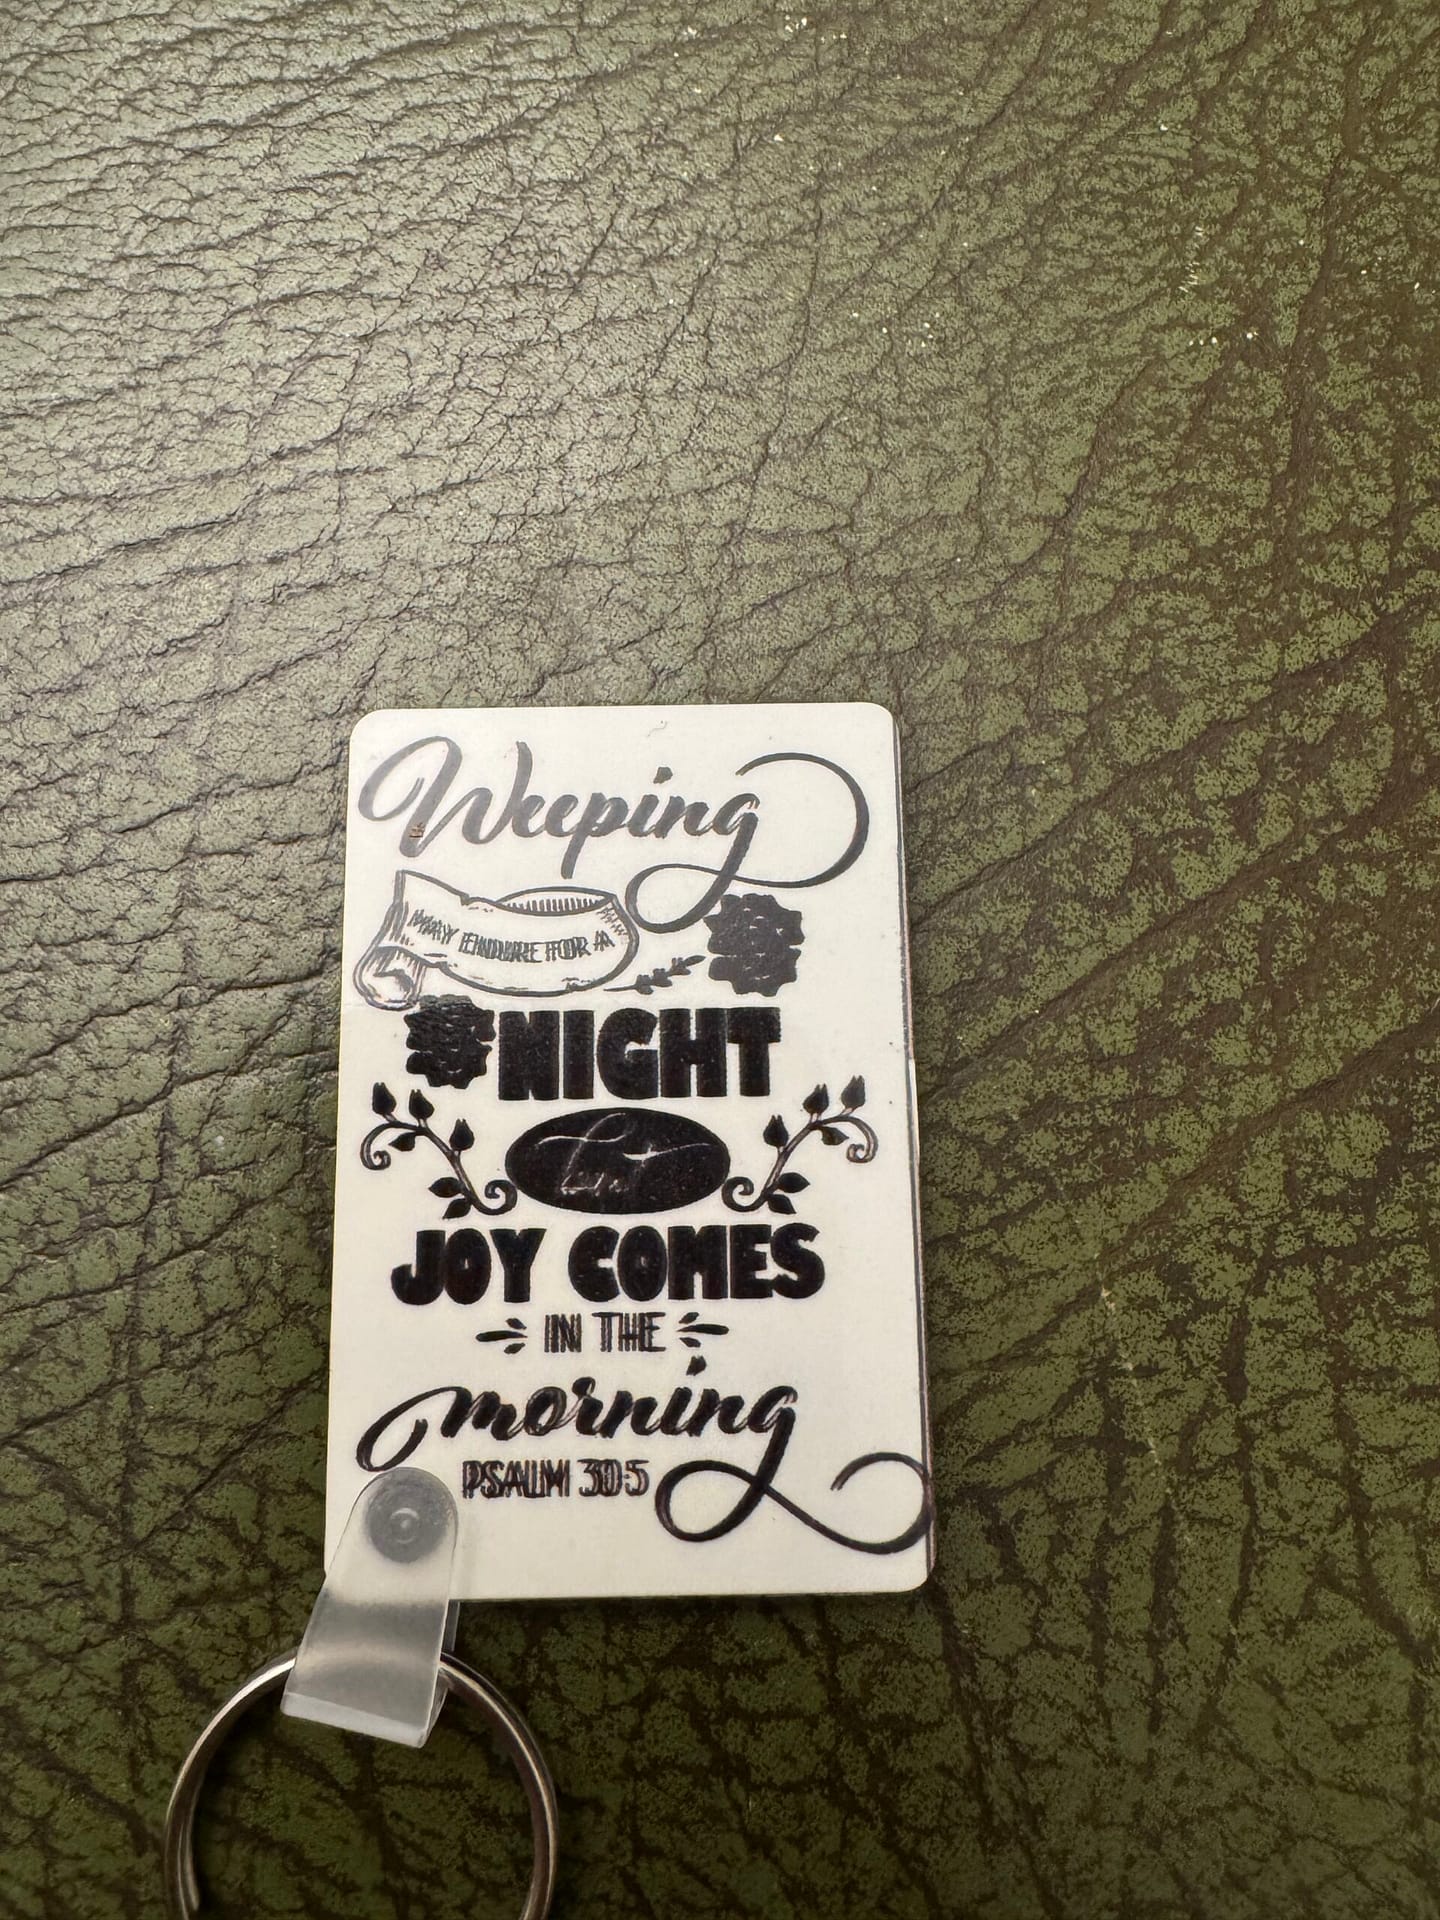 Weeping
MAY ENDURE FOR A
NIGHT
but
JOY COMES
IN THE
morning
PSALM 30:5